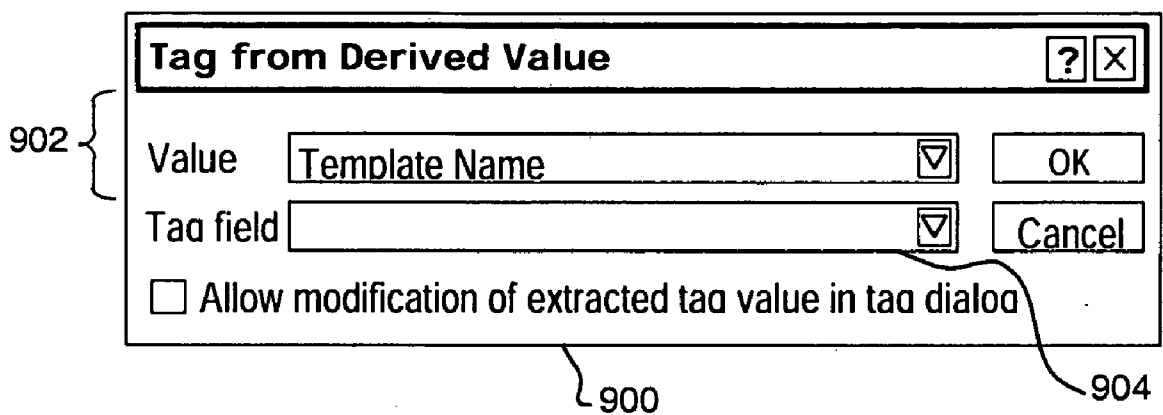 Tag from Derived Value ? X
902
Value Template Name OK
Tag field Cancel
Allow modification of extracted tag value in tag dialog
900
904